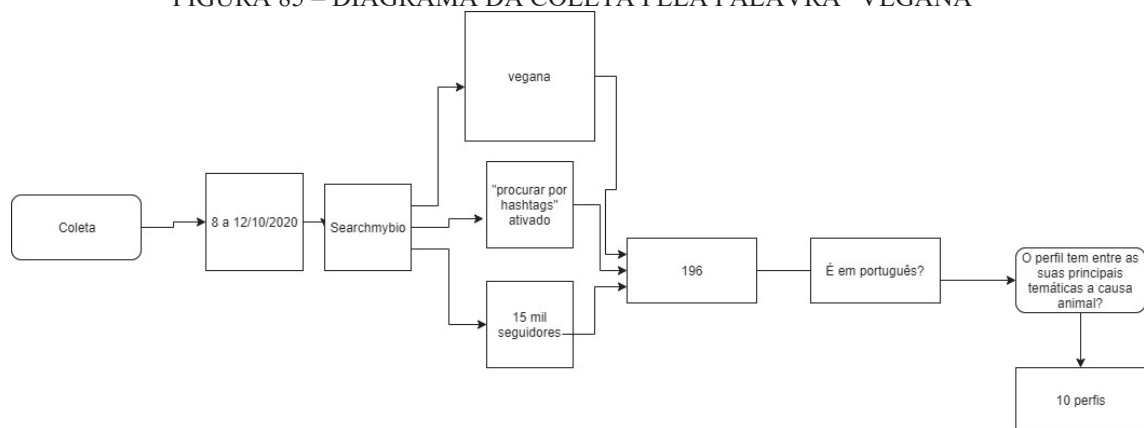 FIGURA 85 – DIAGRAMA DA COLETA PELA PALAVRA "VEGANA"
Coleta
8 a 12/10/2020
Searchmybio
vegana
"procurar por
hashtags"
ativado
15 mil
seguidores
196
É em português?
O perfil tem entre as
suas principais
temáticas a causa
animal?
10 perfis